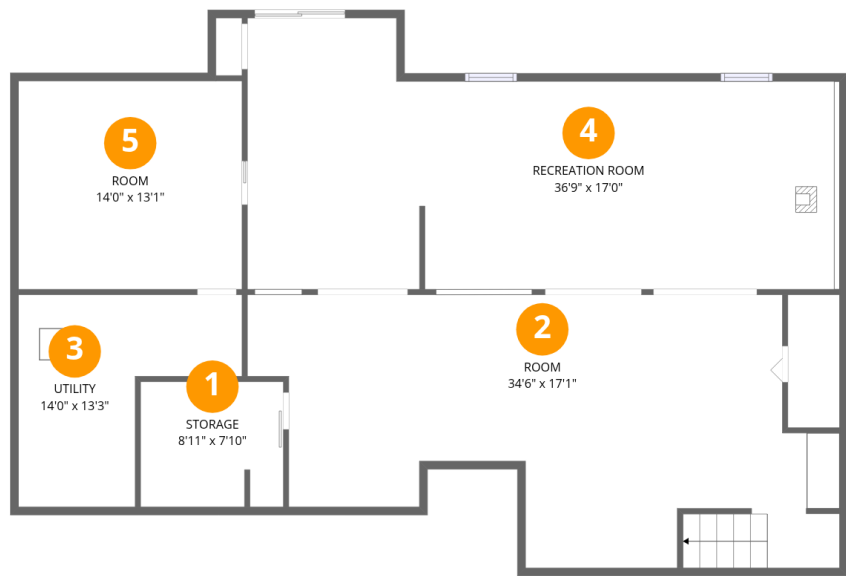 5
ROOM
14'0" x 13'1"
4
RECREATION ROOM
36'9" x 17'0"
3
UTILITY
14'0" x 13'3"
1
STORAGE
8'11" x 7'10"
2
ROOM
34'6" x 17'1"